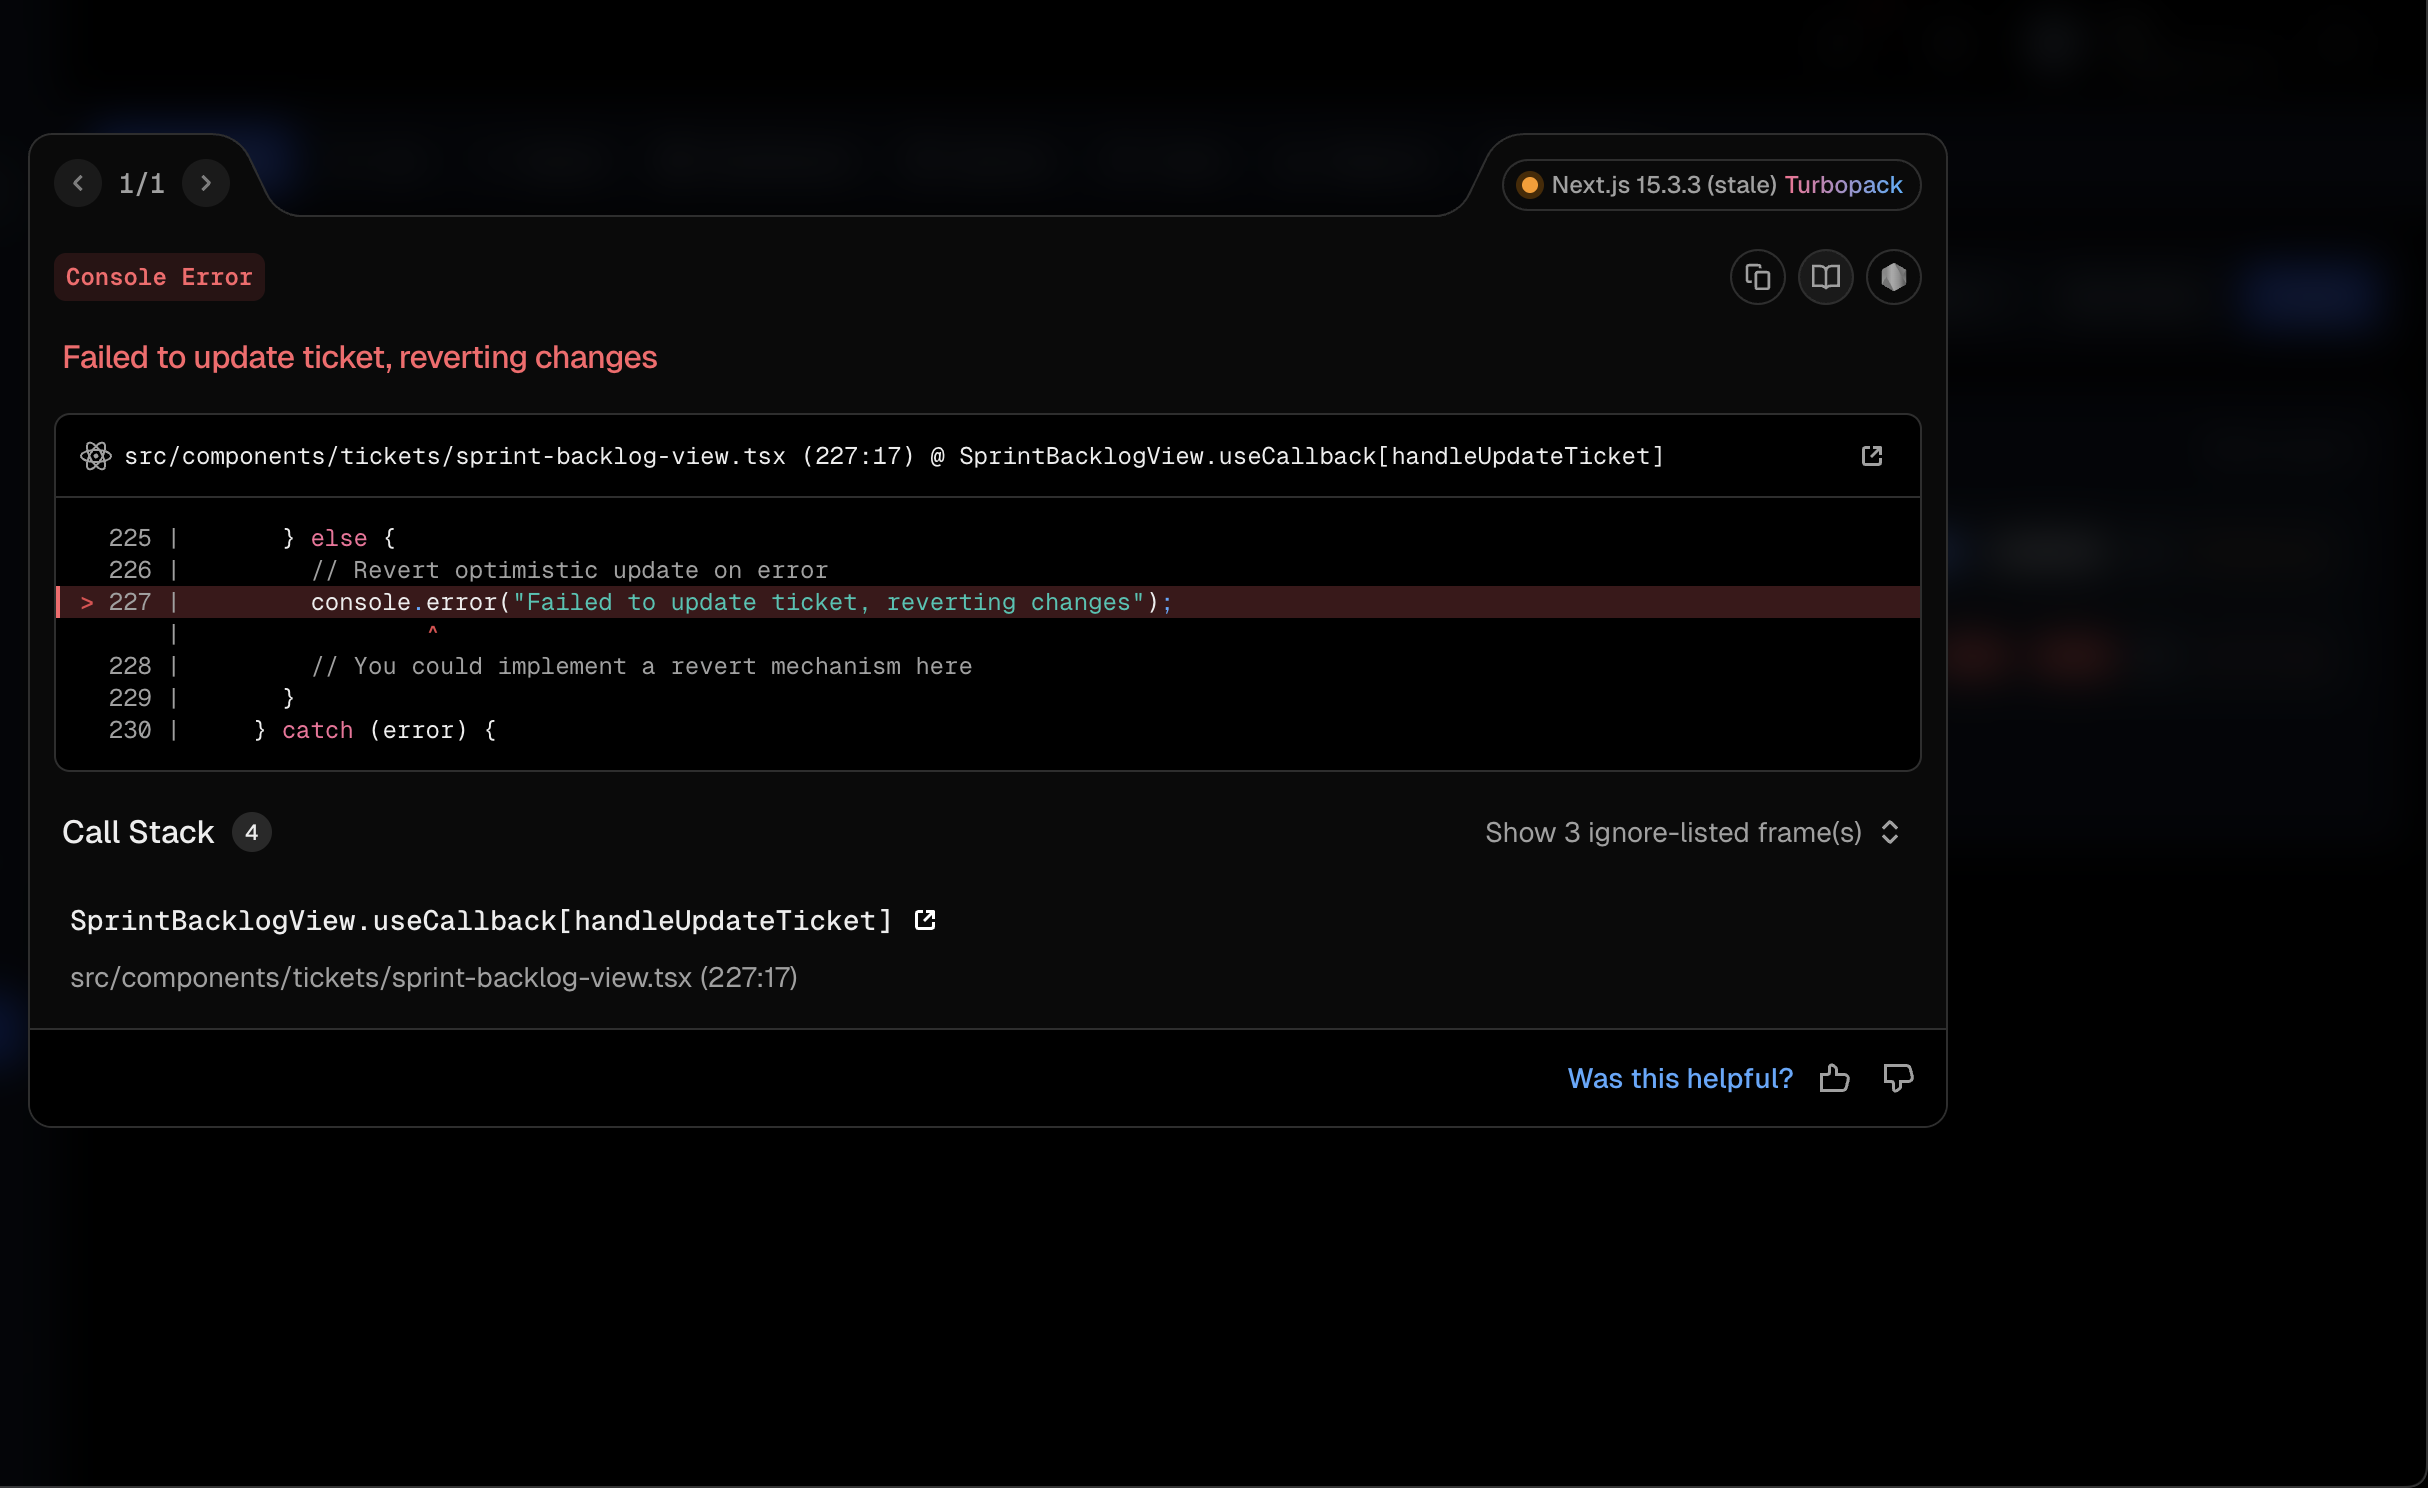 1/1
Next.js 15.3.3 (stale) Turbopack
Console Error
Failed to update ticket, reverting changes
src/components/tickets/sprint-backlog-view.tsx (227:17) @ SprintBacklogView.useCallback[handleUpdateTicket]
225 | } else {
226 | // Revert optimistic update on error
> 227 | console.error("Failed to update ticket, reverting changes");
| ^
228 | // You could implement a revert mechanism here
229 | }
230 | } catch (error) {
Call Stack 4
Show 3 ignore-listed frame(s)
SprintBacklogView.useCallback[handleUpdateTicket]
src/components/tickets/sprint-backlog-view.tsx (227:17)
Was this helpful?